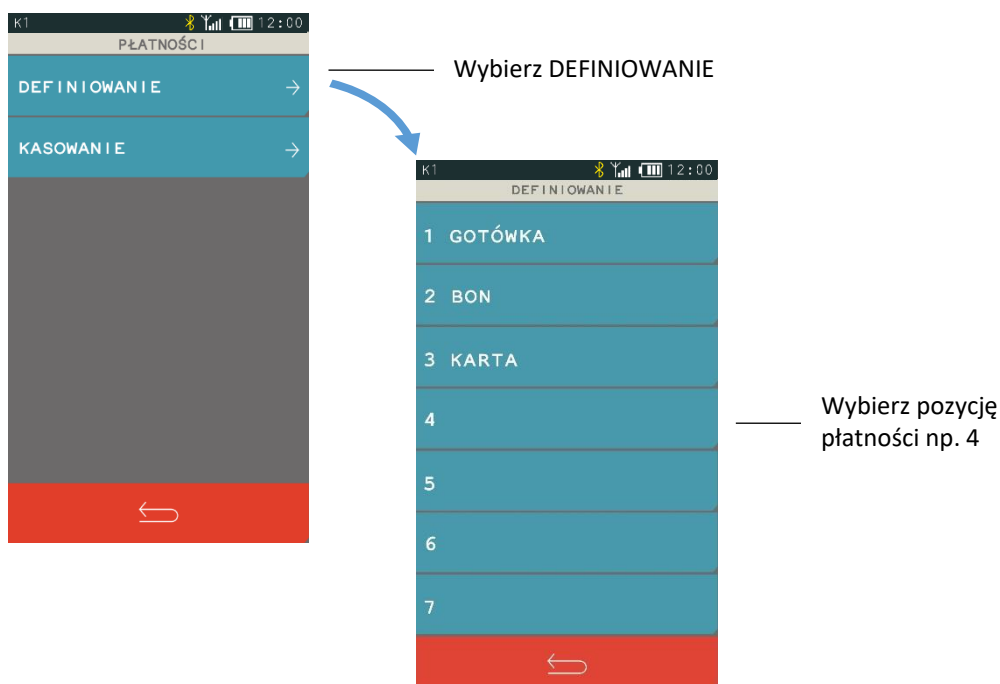 K1 12:00
PŁATNOŚCI
DEFINIOWANIE
KASOWANIE
Wybierz DEFINIOWANIE
K1 12:00
DEFINIOWANIE
1 GOTÓWKA
2 BON
3 KARTA
4
5
6
7
Wybierz pozycję
płatności np. 4